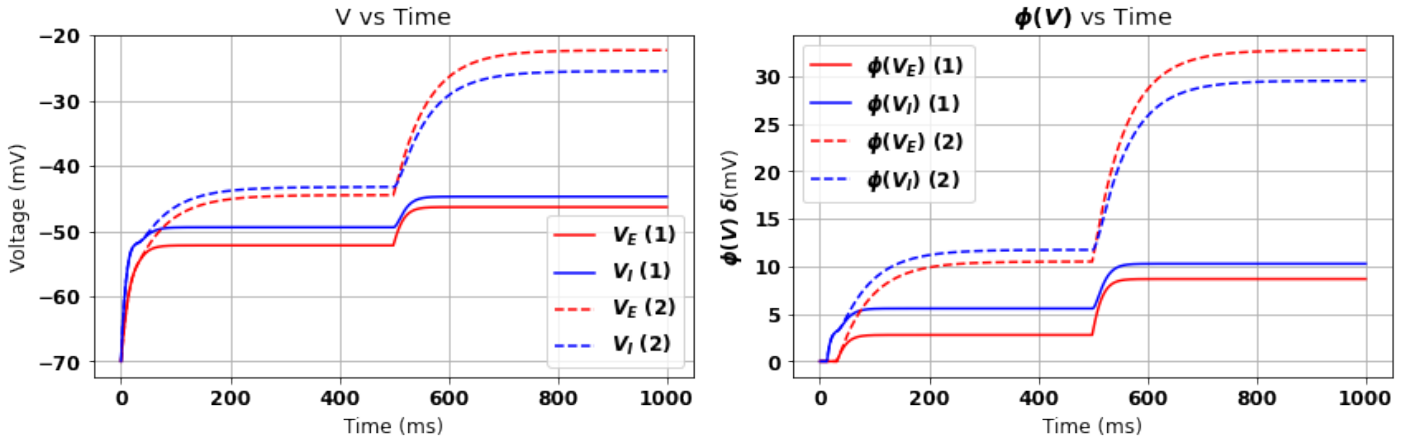 V vs Time
−20
−30
−40
−50
−60
−70
Voltage (mV)
0 200 400 600 800 1000
Time (ms)
V_E (1)
V_I (1)
V_E (2)
V_I (2)
ϕ(V) vs Time
30
25
20
15
10
5
0
ϕ(V) δ(mV)
0 200 400 600 800 1000
Time (ms)
ϕ(V_E) (1)
ϕ(V_I) (1)
ϕ(V_E) (2)
ϕ(V_I) (2)